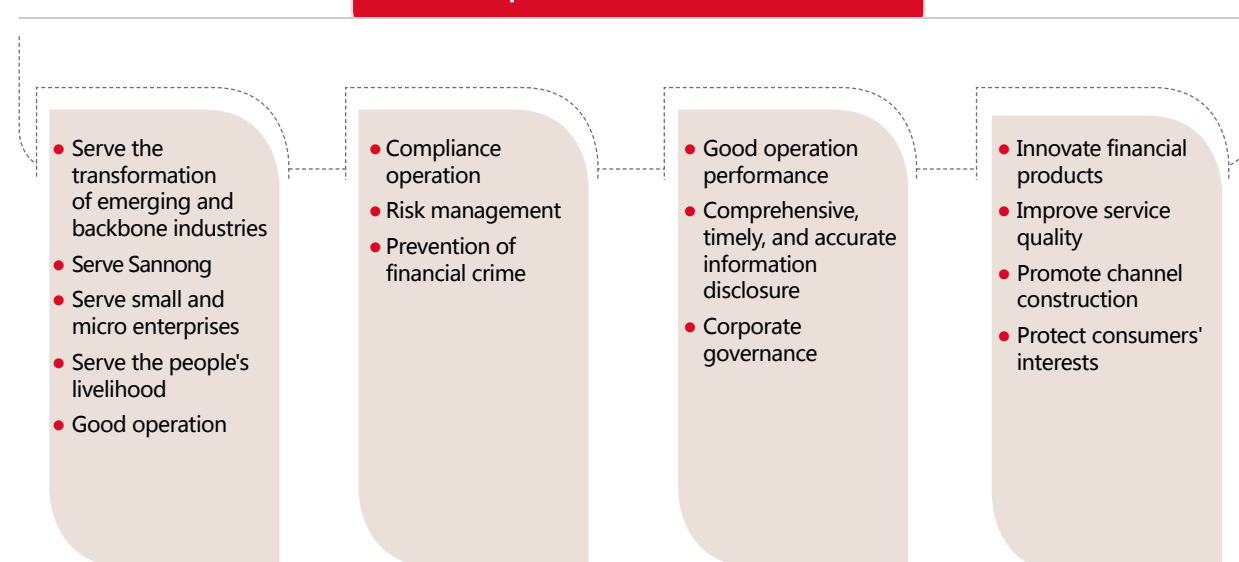 ● Serve the
transformation
of emerging and
backbone industries
● Serve Sannong
● Serve small and
micro enterprises
● Serve the people's
livelihood
● Good operation
● Compliance
operation
● Risk management
● Prevention of
financial crime
● Good operation
performance
● Comprehensive,
timely, and accurate
information
disclosure
● Corporate
governance
● Innovate financial
products
● Improve service
quality
● Promote channel
construction
● Protect consumers'
interests